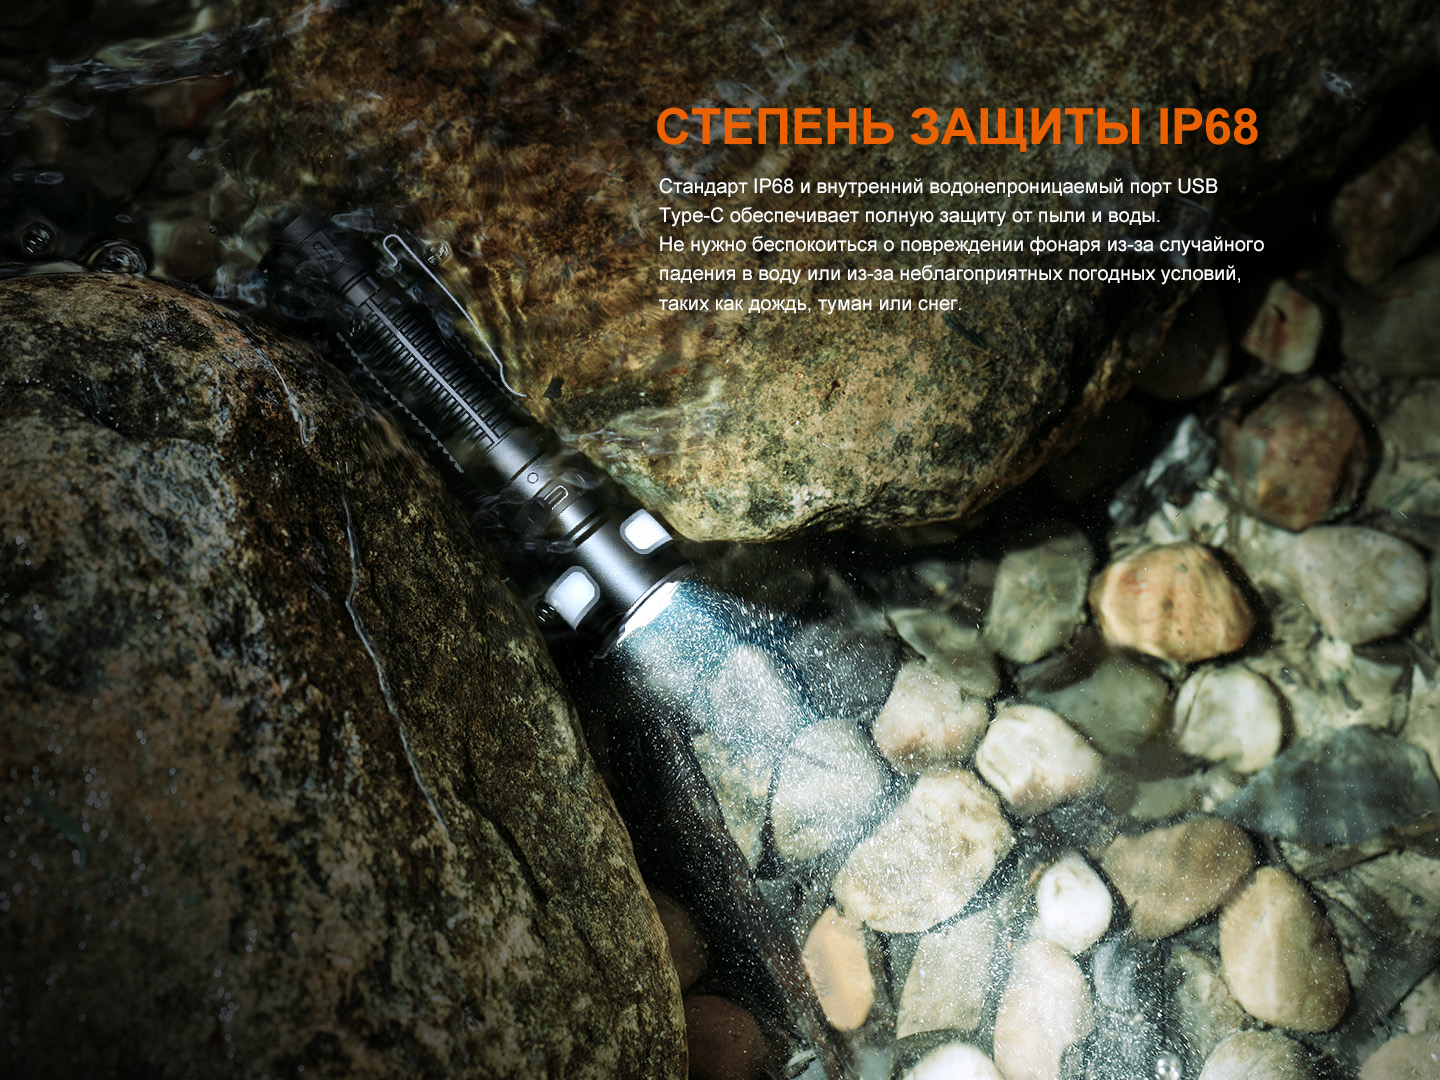 СТЕПЕНЬ ЗАЩИТЫ IP68
Стандарт IP68 и внутренний водонепроницаемый порт USB
Type-C обеспечивает полную защиту от пыли и воды.
Не нужно беспокоиться о повреждении фонаря из-за случайного
падения в воду или из-за неблагоприятных погодных условий,
таких как дождь, туман или снег.